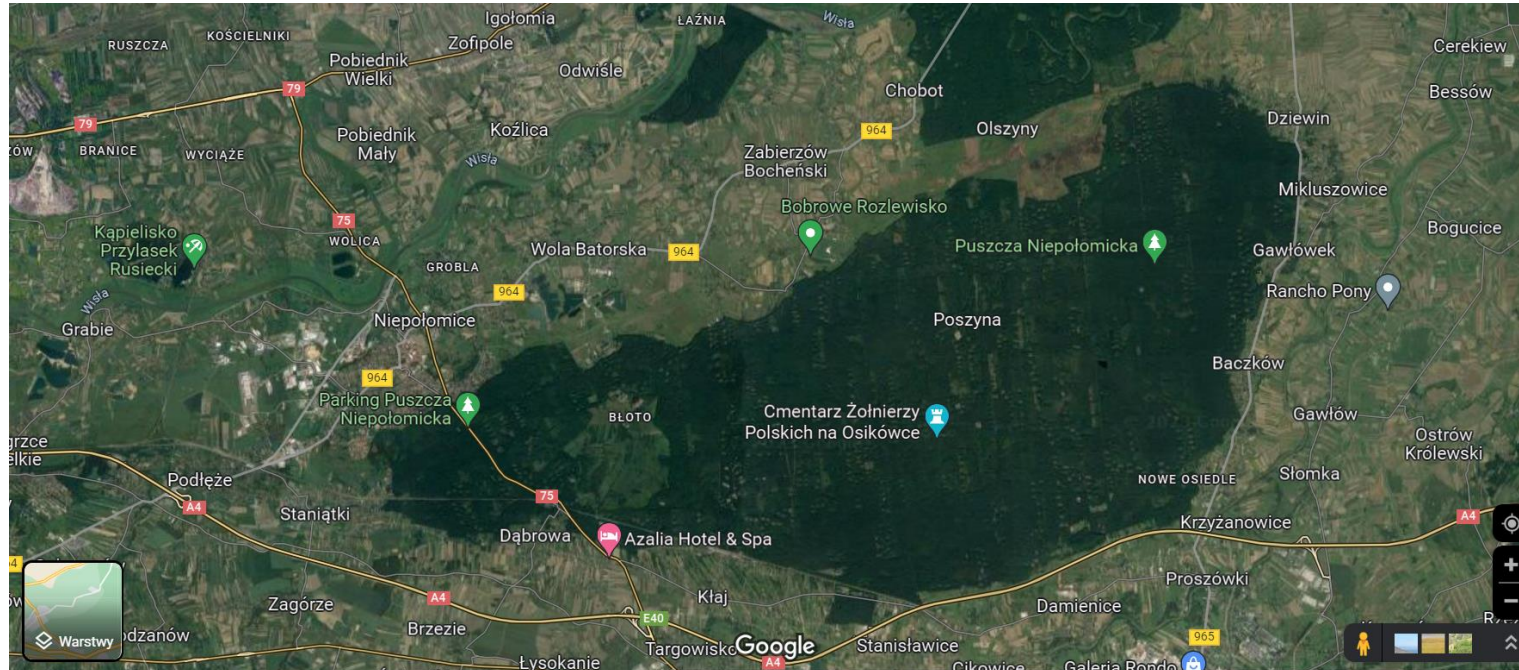 Igołomia
ŁAŹNIA
Wisła
KOŚCIELNIKI
RUSZCZA
Zofipole
Cerekiew
Pobiednik
Wielki
Odwiśle
79
Chobot
Bessów
79
Dziewin
Koźlica
964
Olszyny
BRANICE
WYCIĄŻE
Pobiednik
Mały
Wisła
Zabierzów
Bocheński
Mikluszowice
Bobrowe Rozlewisko
75
Kąpielisko
Przylasek
Rusiecki
WOLICA
Wola Batorska
964
Puszcza Niepołomicka
Gawłówek
Bogucice
GROBLA
964
Rancho Pony
Wisła
Grabie
Niepołomice
Poszyna
Baczków
964
Parking Puszcza
Niepołomicka
BŁOTO
Cmentarz Żołnierzy
Polskich na Osikówce
Gawłów
Ostrów
Królewski
Podłęże
NOWE OSIEDLE
Słomka
75
A4
Staniątki
A4
Krzyżanowice
Dąbrowa
Azalia Hotel & Spa
Proszówki
Zagórze
A4
Kłaj
Damienice
E40
Brzezie
Warstwy
965
Targowisko
Google
Stanisławice
A4
Łysokanie
Cikowice
Galeria Rondo